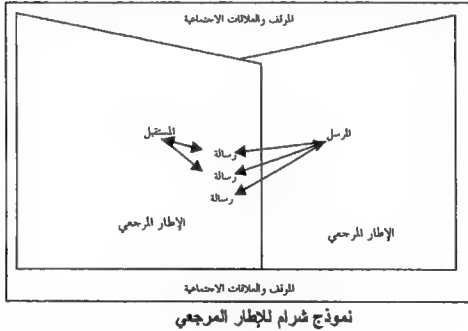 الموقف والعلاقات الاجتماعية
المرسل
المستقبل
رسالة
رسالة
رسالة
الإطار المرجعي
الإطار المرجعي
الموقف والعلاقات الاجتماعية
نموذج شرام للإطار المرجعي